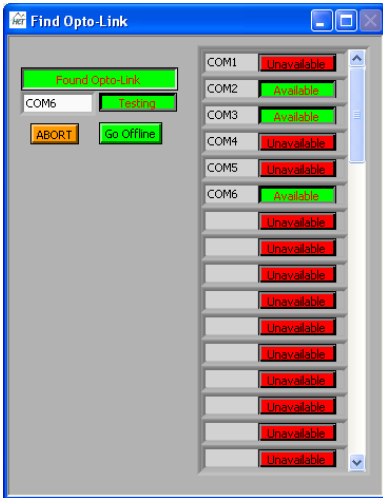 HCT Find Opto-Link
Found Opto-Link
COM6 Testing
ABORT Go Offline
COM1 Unavailable
COM2 Available
COM3 Available
COM4 Unavailable
COM5 Unavailable
COM6 Available
Unavailable
Unavailable
Unavailable
Unavailable
Unavailable
Unavailable
Unavailable
Unavailable
Unavailable
Unavailable